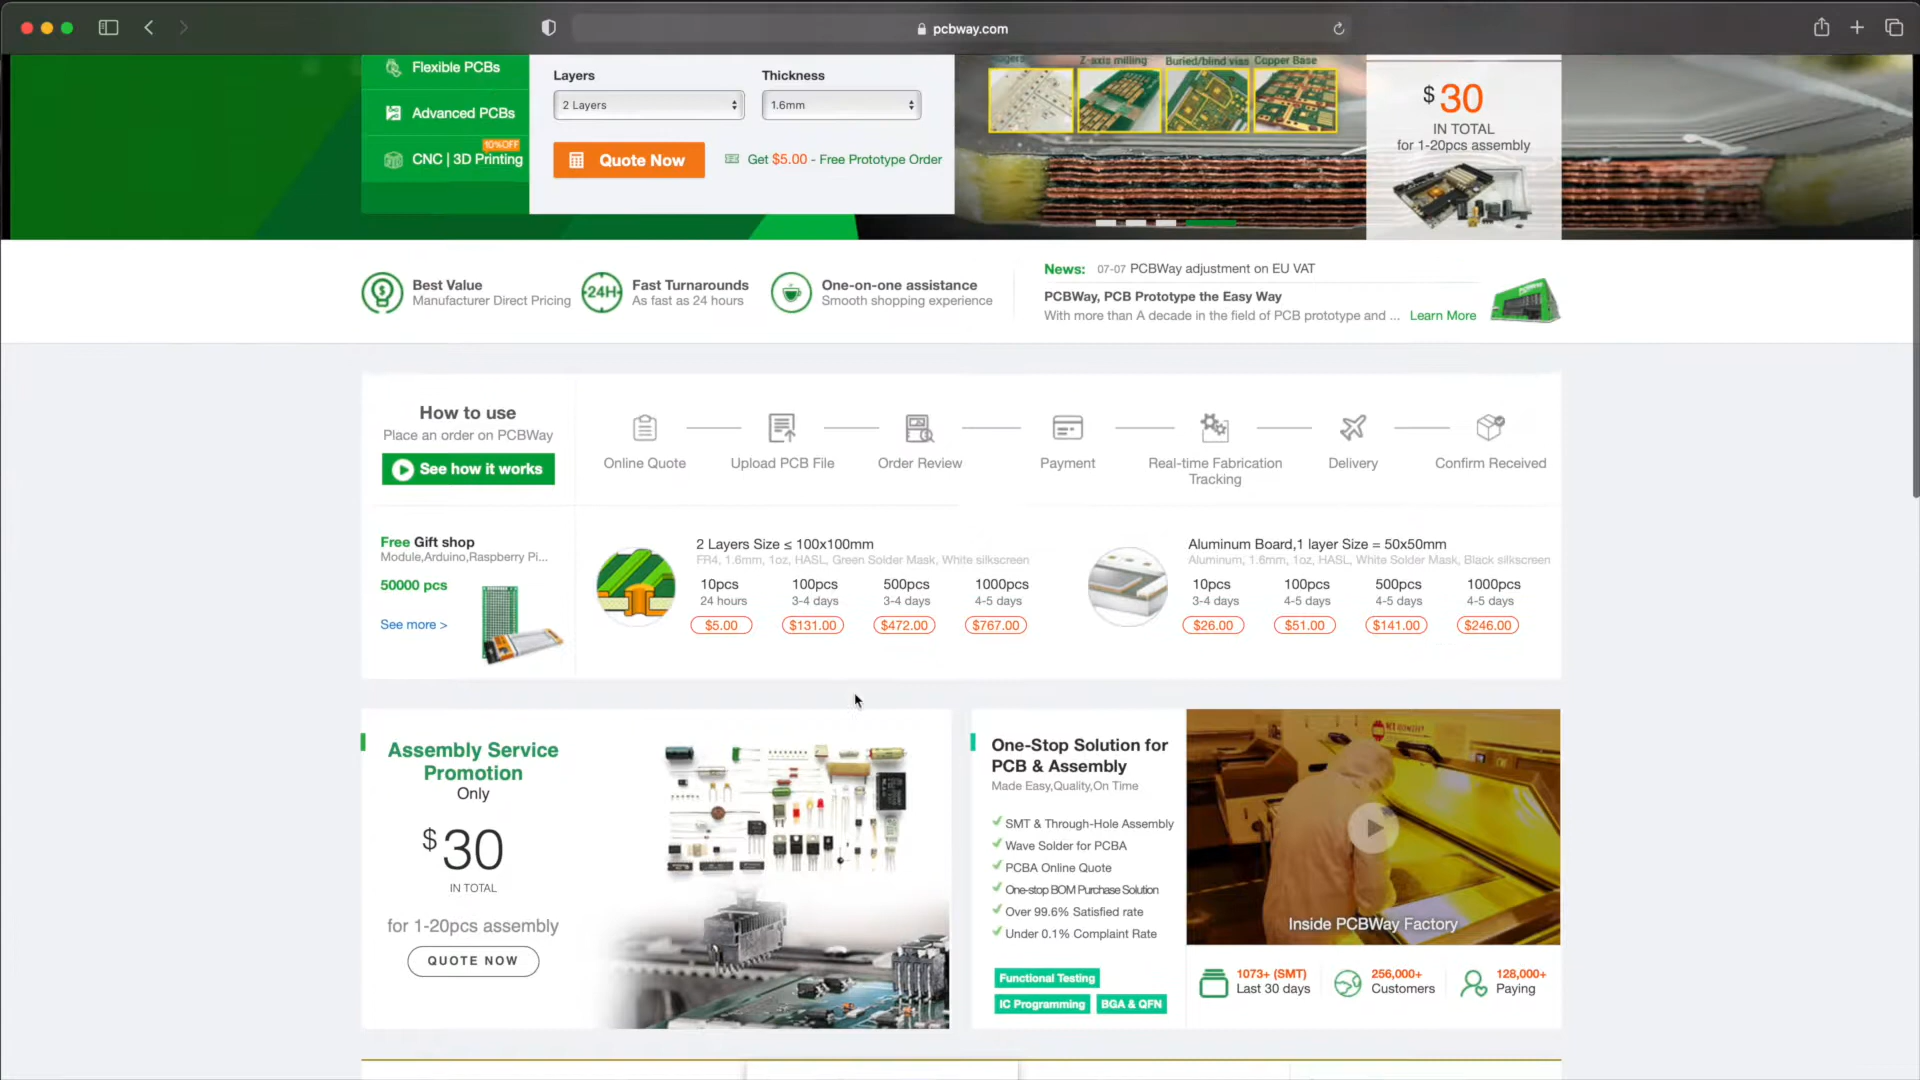 pcbway.com
Flexible PCBs
Advanced PCBs
10%OFF
CNC | 3D Printing
Layers
Thickness
2 Layers
1.6mm
Quote Now
Get $5.00 - Free Prototype Order
Z-axis milling
Buried/blind vias
Copper Base
$30
IN TOTAL
for 1-20pcs assembly
Best Value
Manufacturer Direct Pricing
24H
Fast Turnarounds
As fast as 24 hours
One-on-one assistance
Smooth shopping experience
News: 07-07 PCBWay adjustment on EU VAT
PCBWay, PCB Prototype the Easy Way
With more than A decade in the field of PCB prototype and ... Learn More
How to use
Place an order on PCBWay
See how it works
Online Quote
Upload PCB File
Order Review
Payment
Real-time Fabrication
Tracking
Delivery
Confirm Received
Free Gift shop
Module,Arduino,Raspberry Pi...
50000 pcs
See more >
2 Layers Size ≤ 100x100mm
FR4, 1.6mm, 1oz, HASL, Green Solder Mask, White silkscreen
10pcs 100pcs 500pcs 1000pcs
24 hours 3-4 days 3-4 days 4-5 days
$5.00 $131.00 $472.00 $767.00
Aluminum Board,1 layer Size = 50x50mm
Aluminum, 1.6mm, 1oz, HASL, White Solder Mask, Black silkscreen
10pcs 100pcs 500pcs 1000pcs
3-4 days 4-5 days 4-5 days 4-5 days
$26.00 $51.00 $141.00 $246.00
Assembly Service
Promotion
Only
$30
IN TOTAL
for 1-20pcs assembly
QUOTE NOW
One-Stop Solution for
PCB & Assembly
Made Easy,Quality,On Time
SMT & Through-Hole Assembly
Wave Solder for PCBA
PCBA Online Quote
One-stop BOM Purchase Solution
Over 99.6% Satisfied rate
Under 0.1% Complaint Rate
Functional Testing
IC Programming
BGA & QFN
Inside PCBWay Factory
1073+ (SMT)
Last 30 days
256,000+
Customers
128,000+
Paying